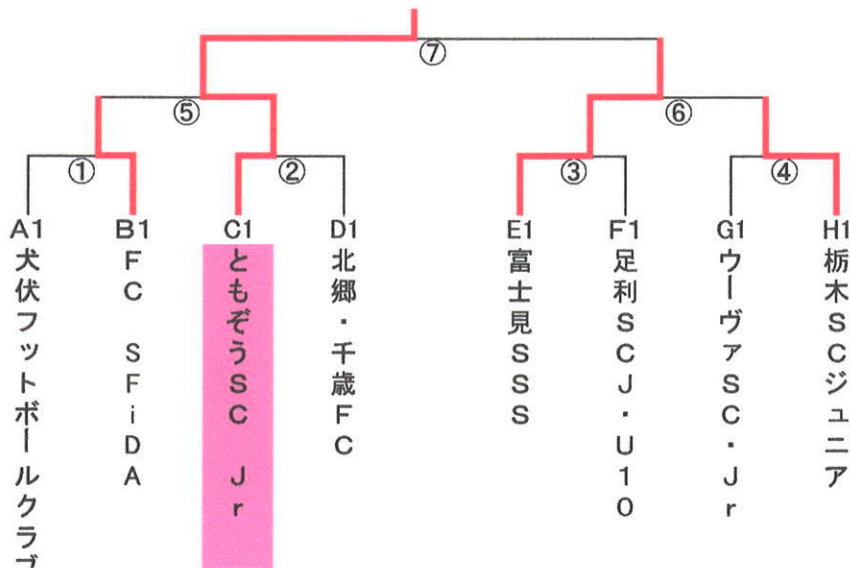 ⑦
⑤
⑥
①
②
③
④
A1
犬伏フットボールクラブ
B1
FC SFiDA
C1
ともぞうSC Jr
D1
北郷・千歳FC
E1
富士見SSS
F1
足利SCJ・U10
G1
ウーヴァSC・Jr
H1
栃木SCジュニア